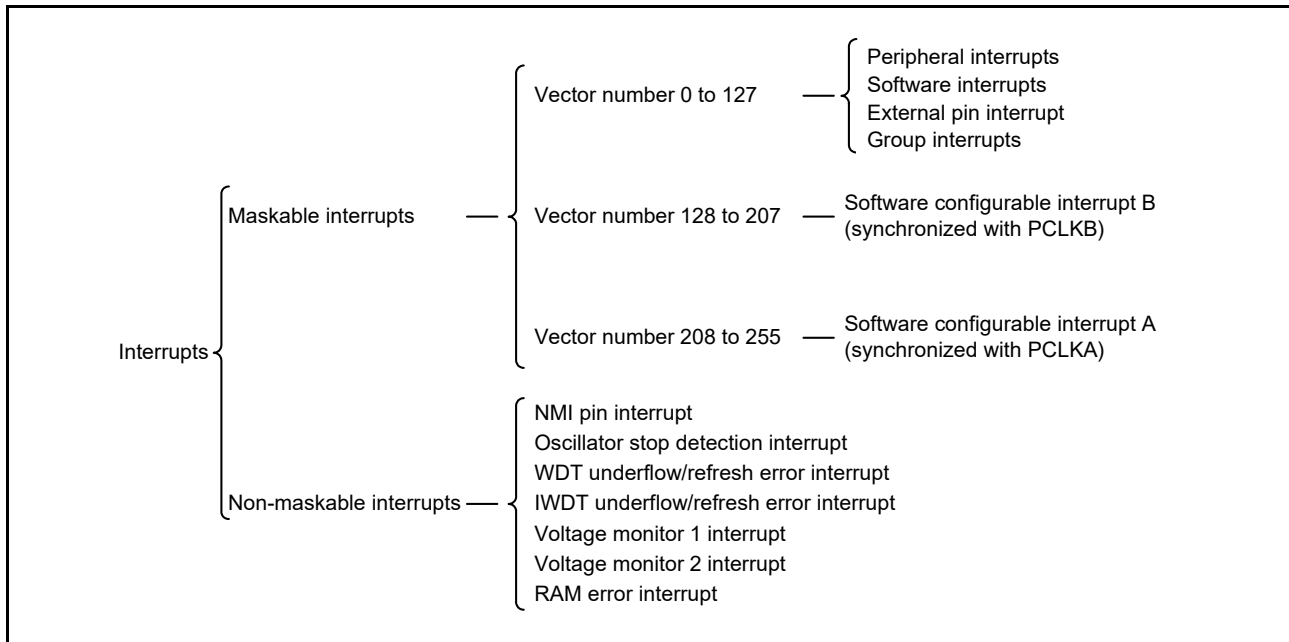 Interrupts
Maskable interrupts
Vector number 0 to 127
Peripheral interrupts
Software interrupts
External pin interrupt
Group interrupts
Vector number 128 to 207
Software configurable interrupt B
(synchronized with PCLKB)
Vector number 208 to 255
Software configurable interrupt A
(synchronized with PCLKA)
Non-maskable interrupts
NMI pin interrupt
Oscillator stop detection interrupt
WDT underflow/refresh error interrupt
IWDT underflow/refresh error interrupt
Voltage monitor 1 interrupt
Voltage monitor 2 interrupt
RAM error interrupt